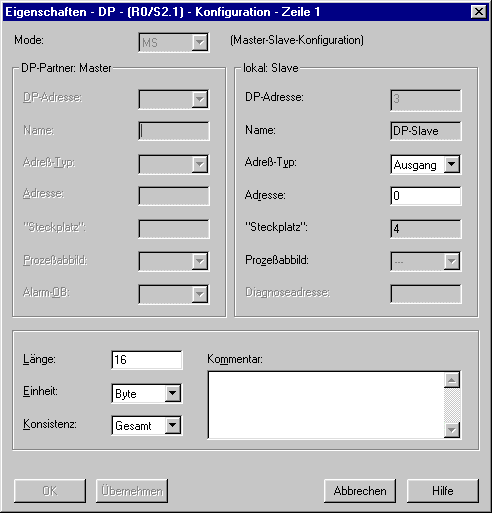 Eigenschaften - DP - (R0/S2.1) - Konfiguration - Zeile 1
Mode: MS (Master-Slave-Konfiguration)
DP-Partner: Master
DP-Adresse:
Name:
Adreß-Typ:
Adresse:
"Steckplatz":
Prozeßabbild:
Alarm-OB:
lokal: Slave
DP-Adresse: 3
Name: DP-Slave
Adreß-Typ: Ausgang
Adresse: 0
"Steckplatz": 4
Prozeßabbild: ---
Diagnoseadresse:
Länge: 16
Einheit: Byte
Konsistenz: Gesamt
Kommentar:
OK Übernehmen Abbrechen Hilfe